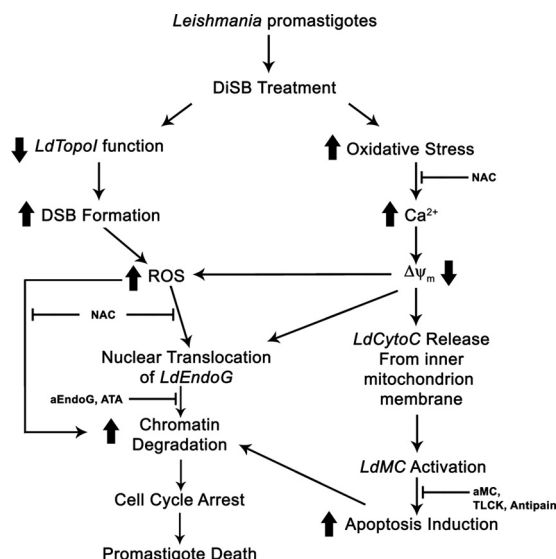 Leishmania promastigotes
DiSB Treatment
LdTopoI function
Oxidative Stress
NAC
DSB Formation
Ca2+
ROS
Δψm
NAC
LdCytoC Release
From inner
mitochondrion
membrane
Nuclear Translocation
of LdEndoG
aEndoG, ATA
Chromatin
Degradation
LdMC Activation
Cell Cycle Arrest
aMC,
TLCK, Antipain
Apoptosis Induction
Promastigote Death